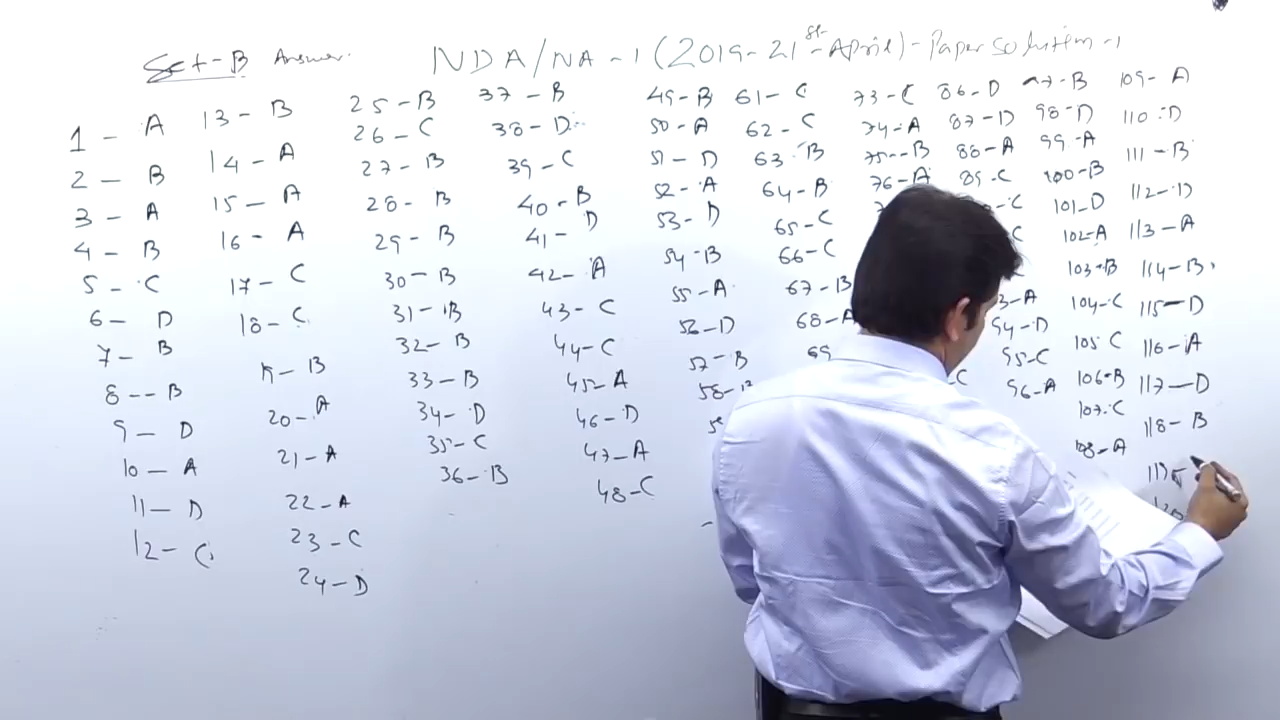 Set-B Answer. NDA/NA-1 (2019-21st-April)-Paper solution-1
1 - A
2 - B
3 - A
4 - B
5 - C
6 - D
7 - B
8 -- B
9 - D
10 - A
11 - D
12 - C
13 - B
14 - A
15 - A
16 - A
17 - C
18 - C
19 - B
20 - A
21 - A
22 - A
23 - C
24 - D
25 - B
26 - C
27 - B
28 - B
29 - B
30 - B
31 - B
32 - B
33 - B
34 - D
35 - C
36 - B
37 - B
38 - D
39 - C
40 - B
41 - D
42 - A
43 - C
44 - C
45 - A
46 - D
47 - A
48 - C
49 - B
50 - A
51 - D
52 - A
53 - D
54 - B
55 - A
56 - D
57 - B
58 - B
61 - C
62 - C
63 - B
64 - B
65 - C
66 - C
67 - B
68 - A
69
73 - C
74 - A
75 -- B
76 - A
C
86 - D
87 - D
88 - A
89 - C
- C
C
3 - A
94 - D
95 - C
96 - A
97 - B
98 - D
99 - A
100 - B
101 - D
102 - A
103 - B
104 - C
105 C
106 - B
107 - C
108 - A
109 - A
110 - D
111 - B
112 - D
113 - A
114 - B
115 - D
116 - A
117 - D
118 - B
119
120